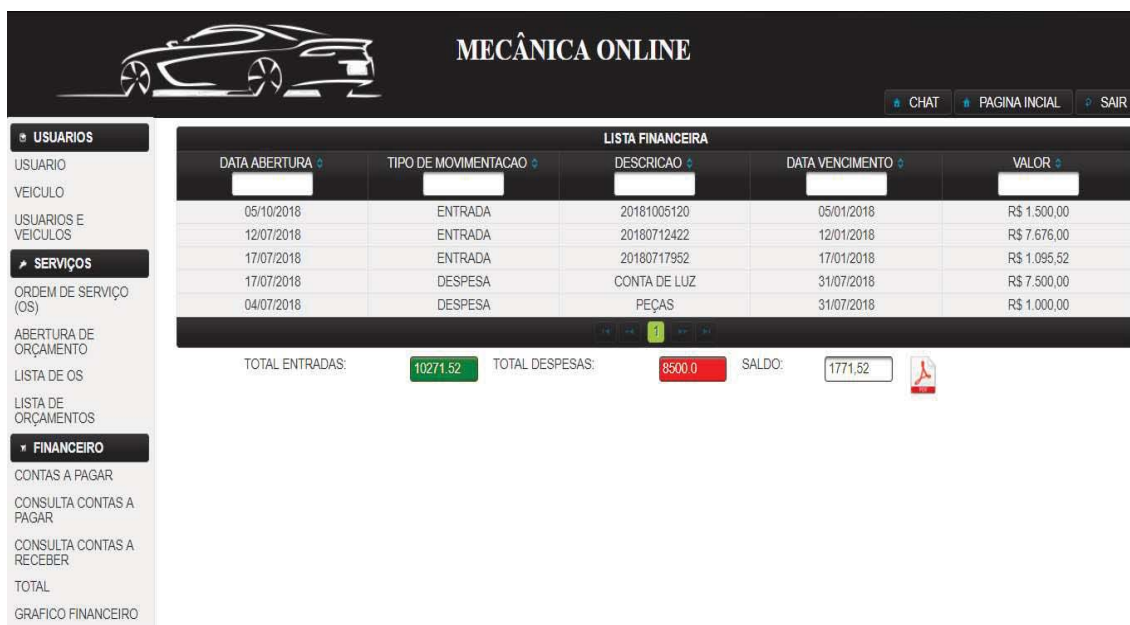 MECÂNICA ONLINE
CHAT PAGINA INCIAL SAIR
USUARIOS
USUARIO
VEICULO
USUARIOS E
VEICULOS
SERVIÇOS
ORDEM DE SERVIÇO
(OS)
ABERTURA DE
ORÇAMENTO
LISTA DE OS
LISTA DE
ORÇAMENTOS
FINANCEIRO
CONTAS A PAGAR
CONSULTA CONTAS A
PAGAR
CONSULTA CONTAS A
RECEBER
TOTAL
GRAFICO FINANCEIRO
LISTA FINANCEIRA
DATA ABERTURA TIPO DE MOVIMENTACAO DESCRICAO DATA VENCIMENTO VALOR
05/10/2018 ENTRADA 20181005120 05/01/2018 R$ 1.500,00
12/07/2018 ENTRADA 20180712422 12/01/2018 R$ 7.676,00
17/07/2018 ENTRADA 20180717952 17/01/2018 R$ 1.095,52
17/07/2018 DESPESA CONTA DE LUZ 31/07/2018 R$ 7.500,00
04/07/2018 DESPESA PEÇAS 31/07/2018 R$ 1.000,00
1
TOTAL ENTRADAS: 10271.52 TOTAL DESPESAS: 8500.0 SALDO: 1771,52
PDF